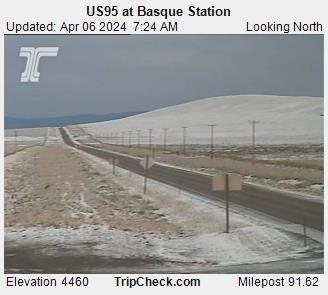 US95 at Basque Station
Updated: Apr 06 2024 7:24 AM Looking North
Elevation 4460 TripCheck.com Milepost 91.62